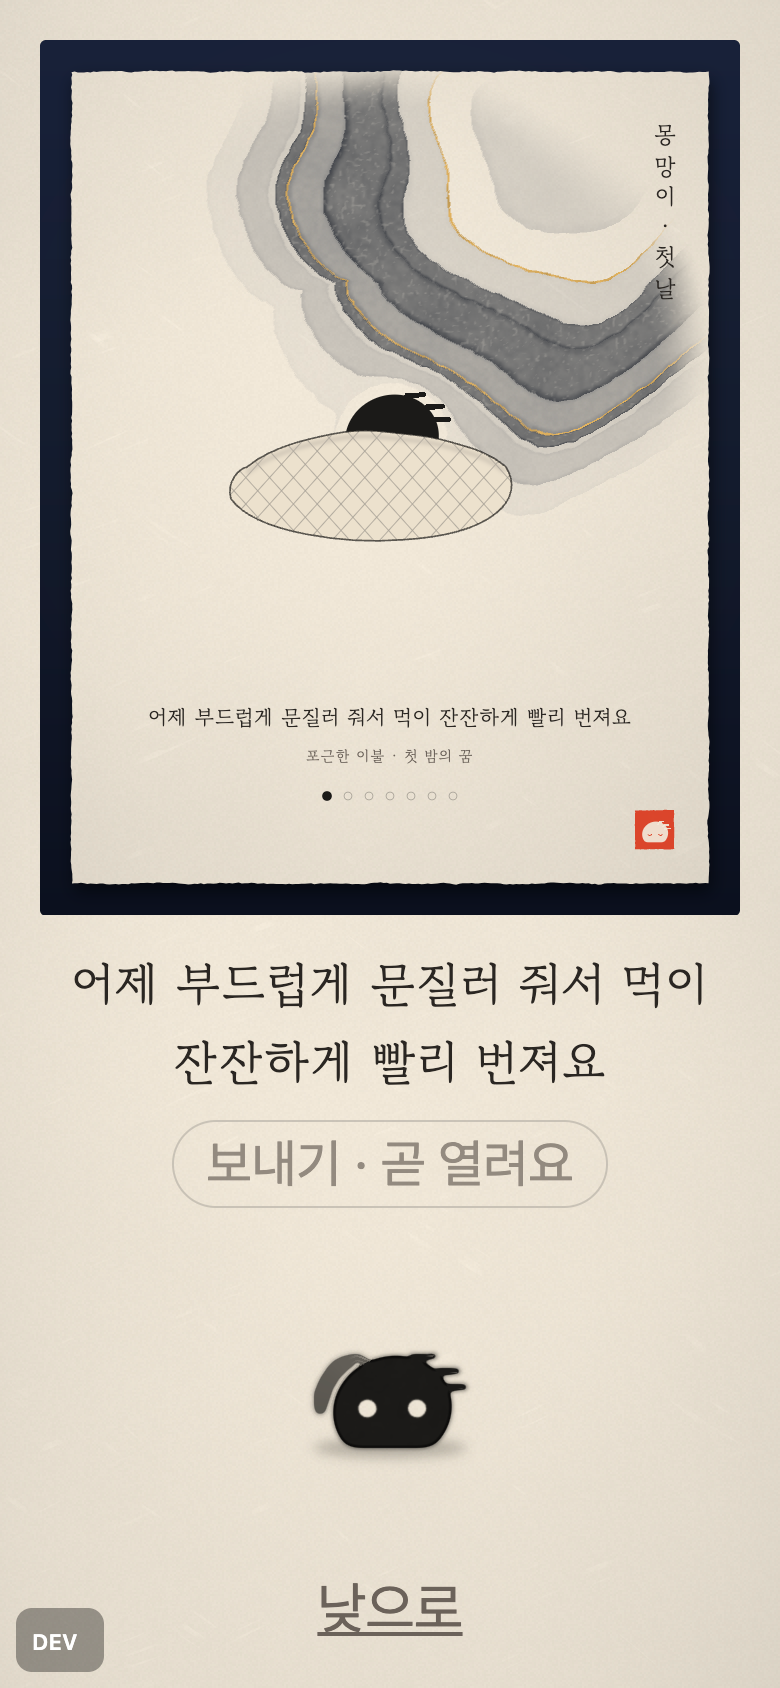 몽망이 · 첫날
어제 부드럽게 문질러 줘서 먹이 잔잔하게 빨리 번져요
포근한 이불 · 첫 밤의 꿈
어제 부드럽게 문질러 줘서 먹이
잔잔하게 빨리 번져요
보내기 · 곧 열려요
낮으로
DEV